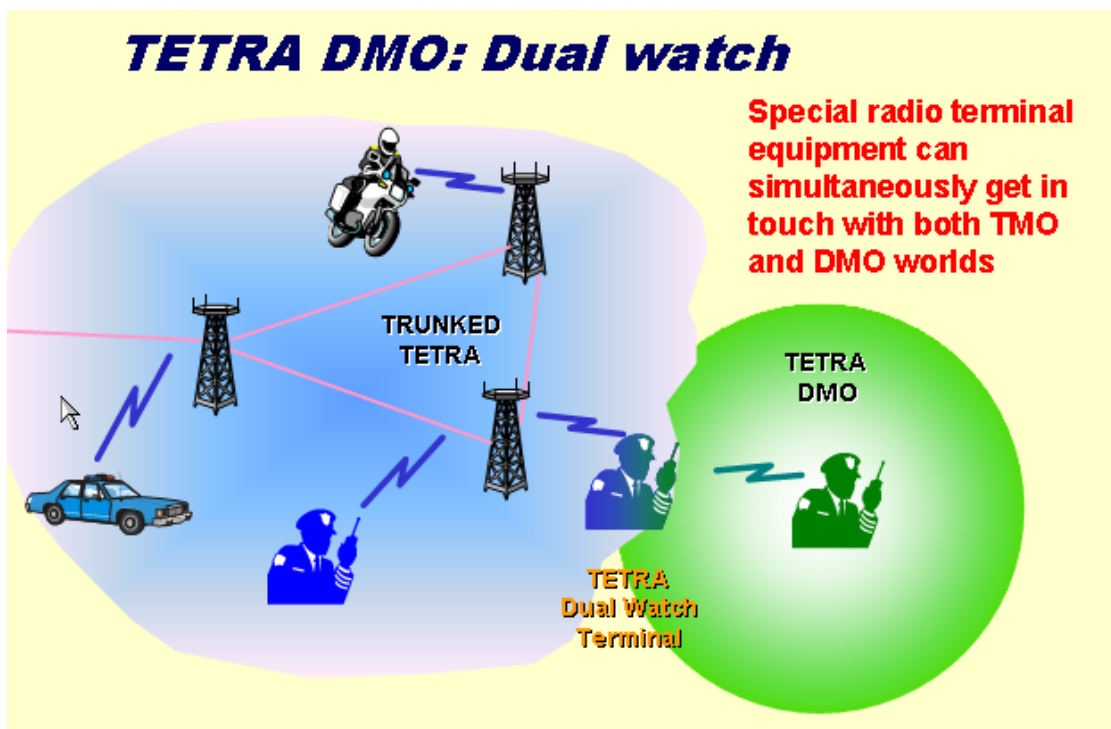 TETRA DMO: Dual watch
Special radio terminal
equipment can
simultaneously get in
touch with both TMO
and DMO worlds
TRUNKED
TETRA
TETRA
DMO
TETRA
Dual Watch
Terminal